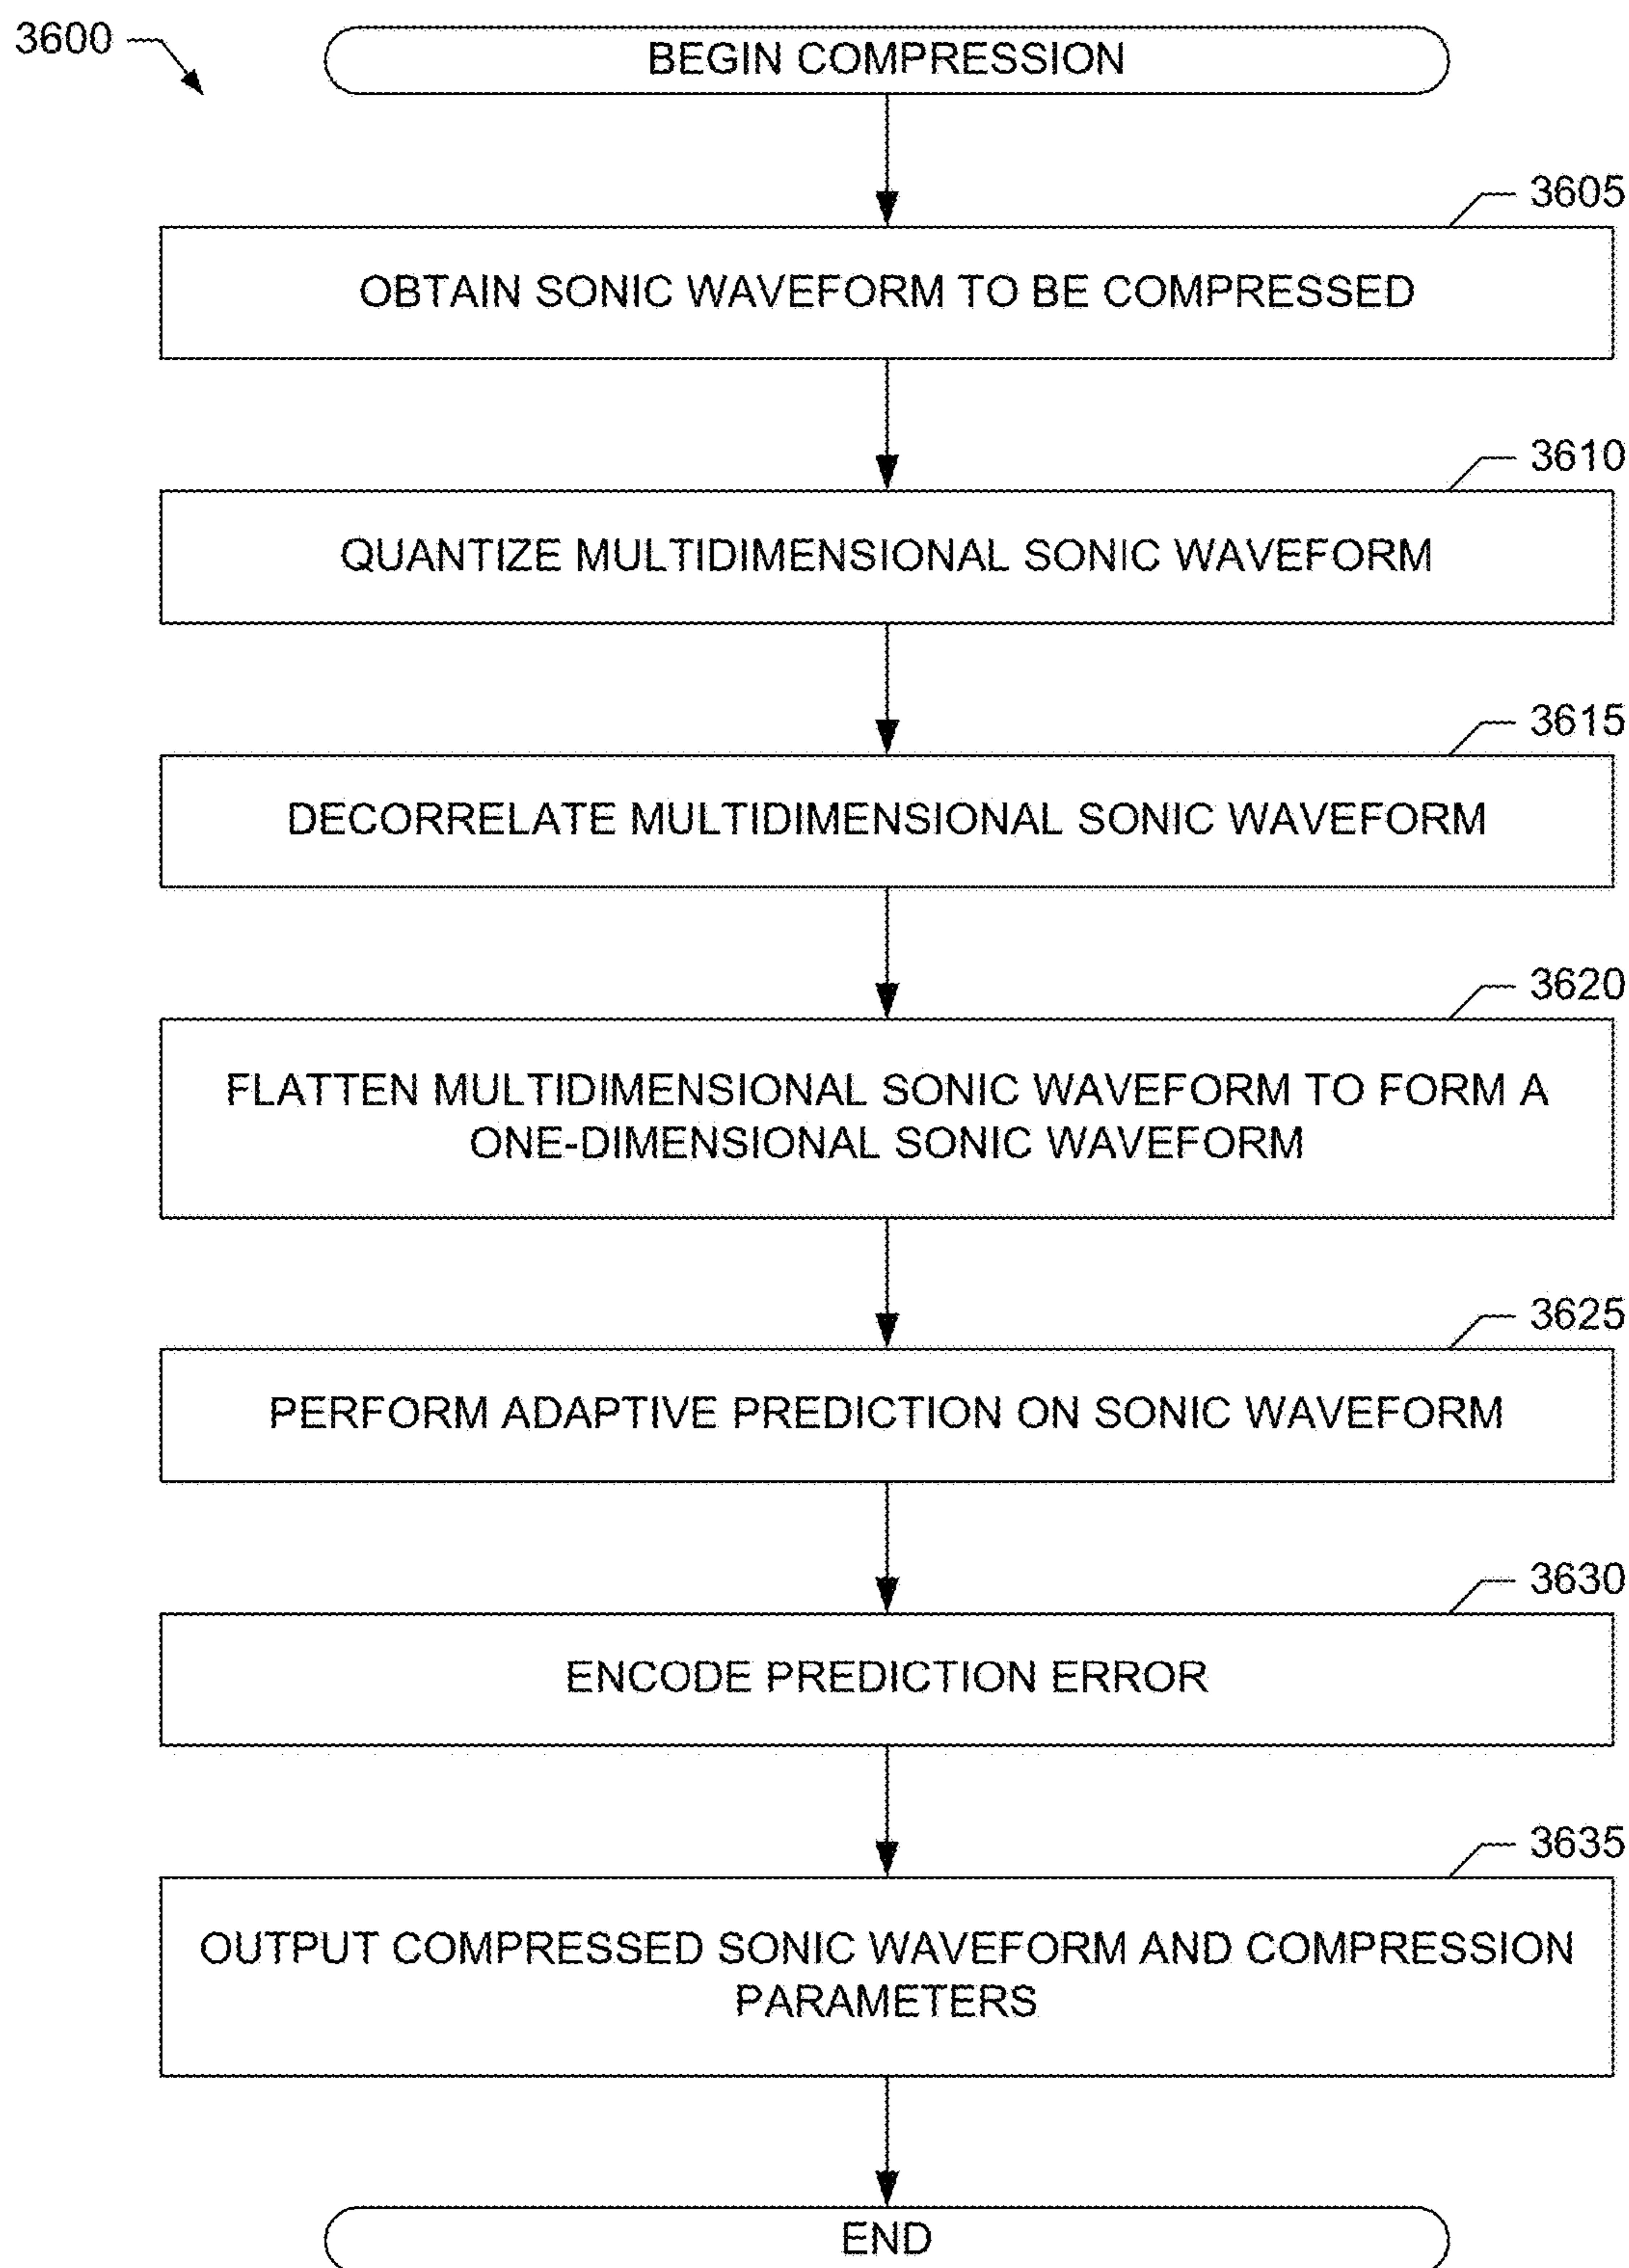 3600
BEGIN COMPRESSION
3605
OBTAIN SONIC WAVEFORM TO BE COMPRESSED
3610
QUANTIZE MULTIDIMENSIONAL SONIC WAVEFORM
3615
DECORRELATE MULTIDIMENSIONAL SONIC WAVEFORM
3620
FLATTEN MULTIDIMENSIONAL SONIC WAVEFORM TO FORM A
ONE-DIMENSIONAL SONIC WAVEFORM
3625
PERFORM ADAPTIVE PREDICTION ON SONIC WAVEFORM
3630
ENCODE PREDICTION ERROR
3635
OUTPUT COMPRESSED SONIC WAVEFORM AND COMPRESSION
PARAMETERS
END